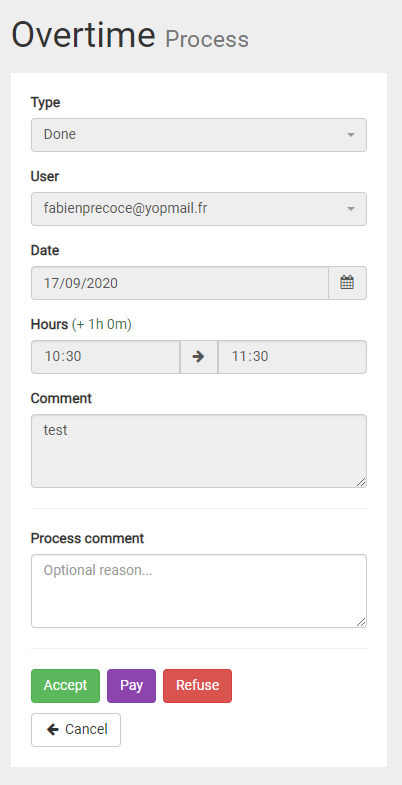 Overtime Process
Type
Done
User
fabienprecoce@yopmail.fr
Date
17/09/2020
Hours (+ 1h 0m)
10:30 11:30
Comment
test
Process comment
Optional reason...
Accept Pay Refuse
Cancel